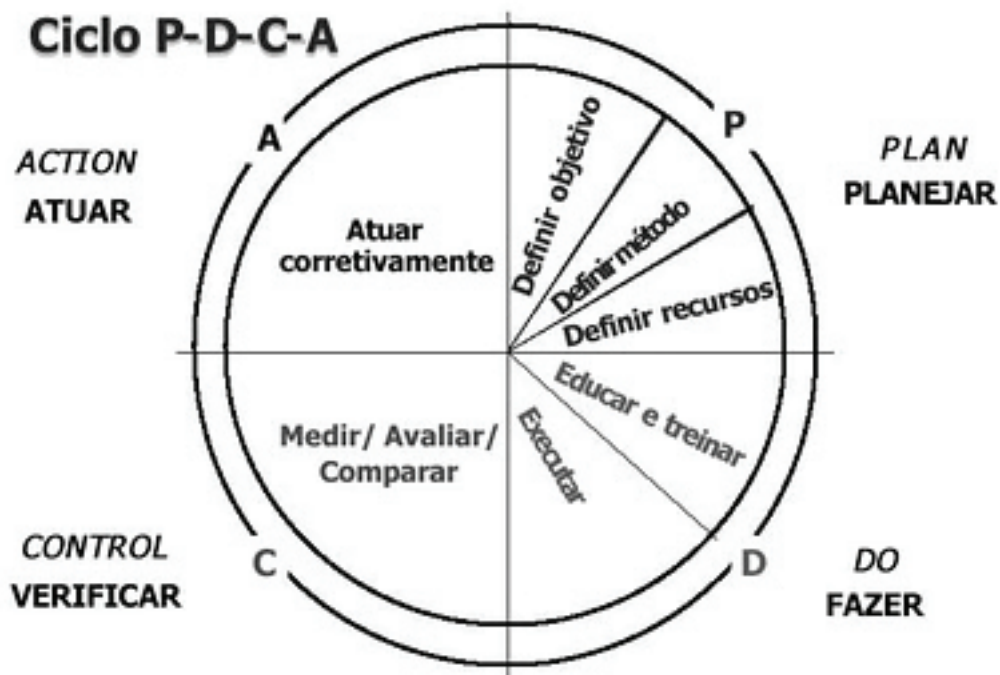 Ciclo P-D-C-A
A
P
ACTION
ATUAR
PLAN
PLANEJAR
Atuar
corretivamente
Definir objetivo
Definir método
Definir recursos
Educar e treinar
Executar
Medir/ Avaliar/
Comparar
CONTROL
VERIFICAR
C
D
DO
FAZER